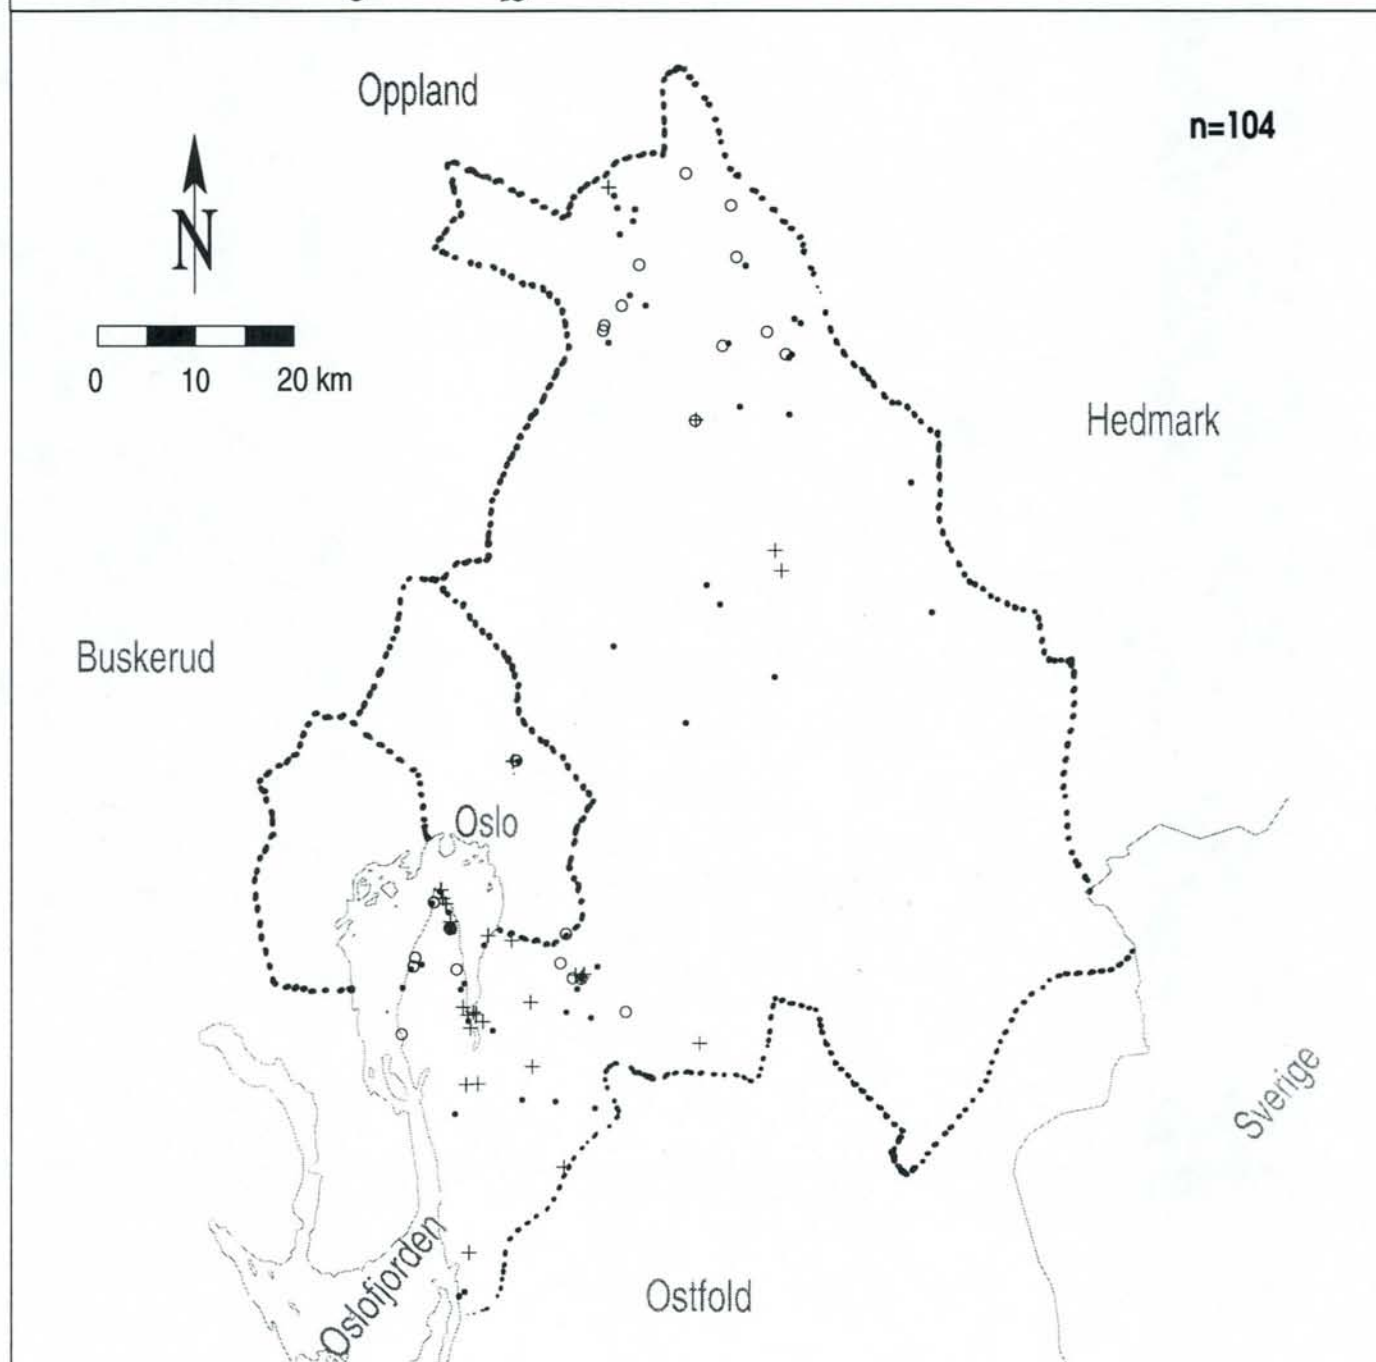 Oppland
n=104
N
0 10 20 km
Hedmark
Buskerud
Oslo
Sverige
Oslofjorden
Ostfold